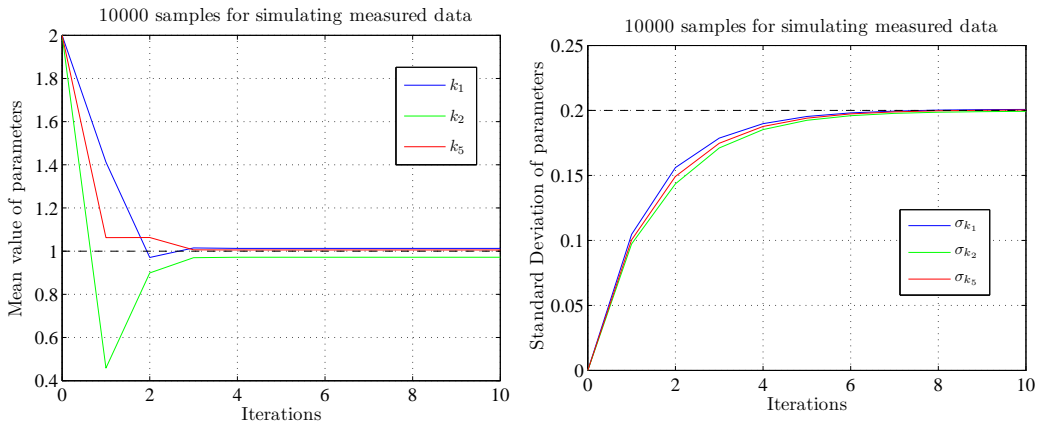 10000 samples for simulating measured data
Mean value of parameters
2
1.8
1.6
1.4
1.2
1
0.8
0.6
0.4
k1
k2
k5
0 2 4 6 8 10
Iterations
10000 samples for simulating measured data
Standard Deviation of parameters
0.25
0.2
0.15
0.1
0.05
0
σk1
σk2
σk5
0 2 4 6 8 10
Iterations